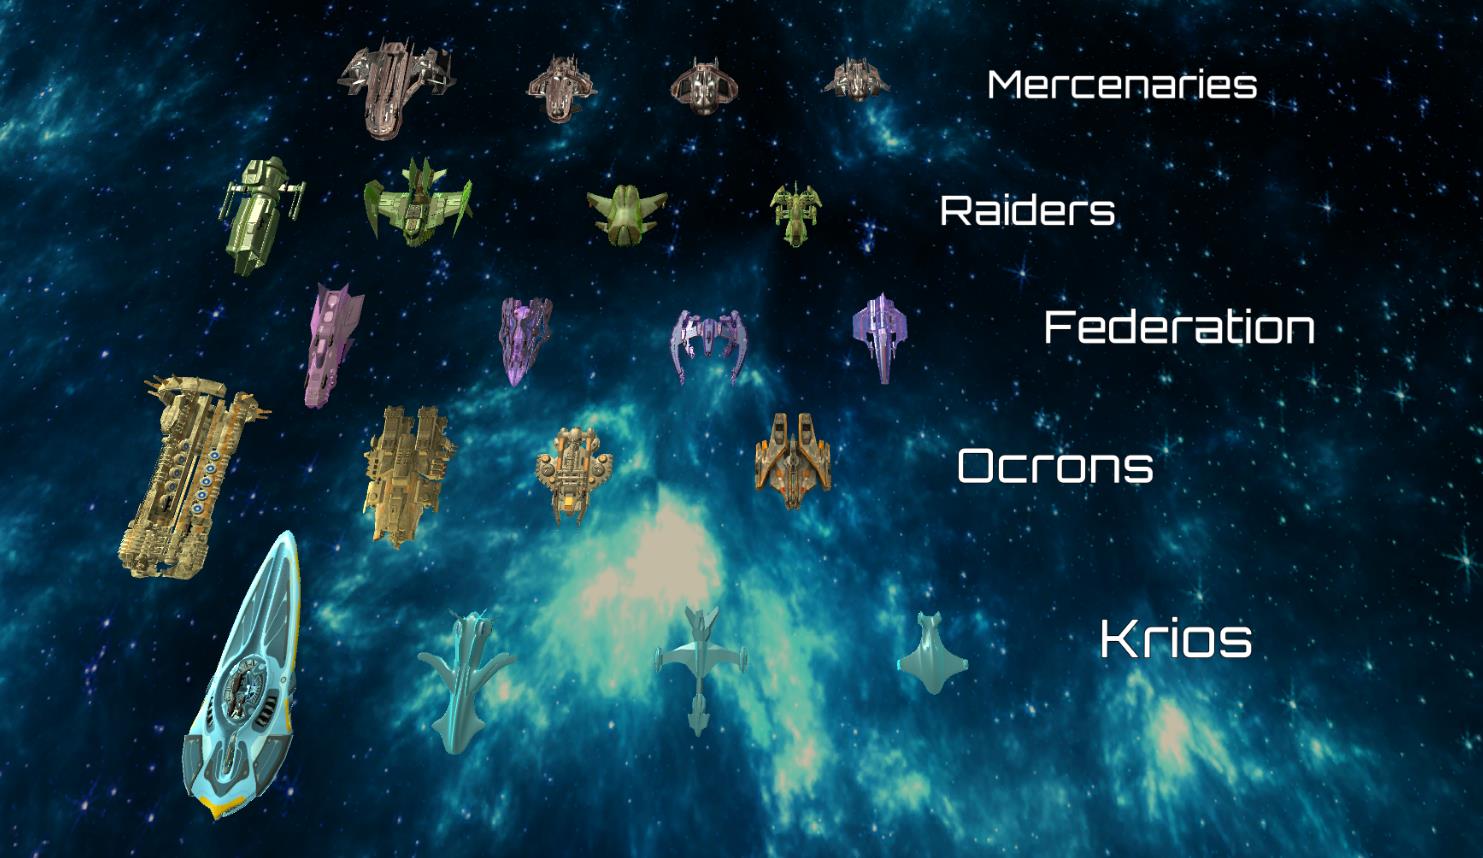 Mercenaries
Raiders
Federation
Ocrons
Krios